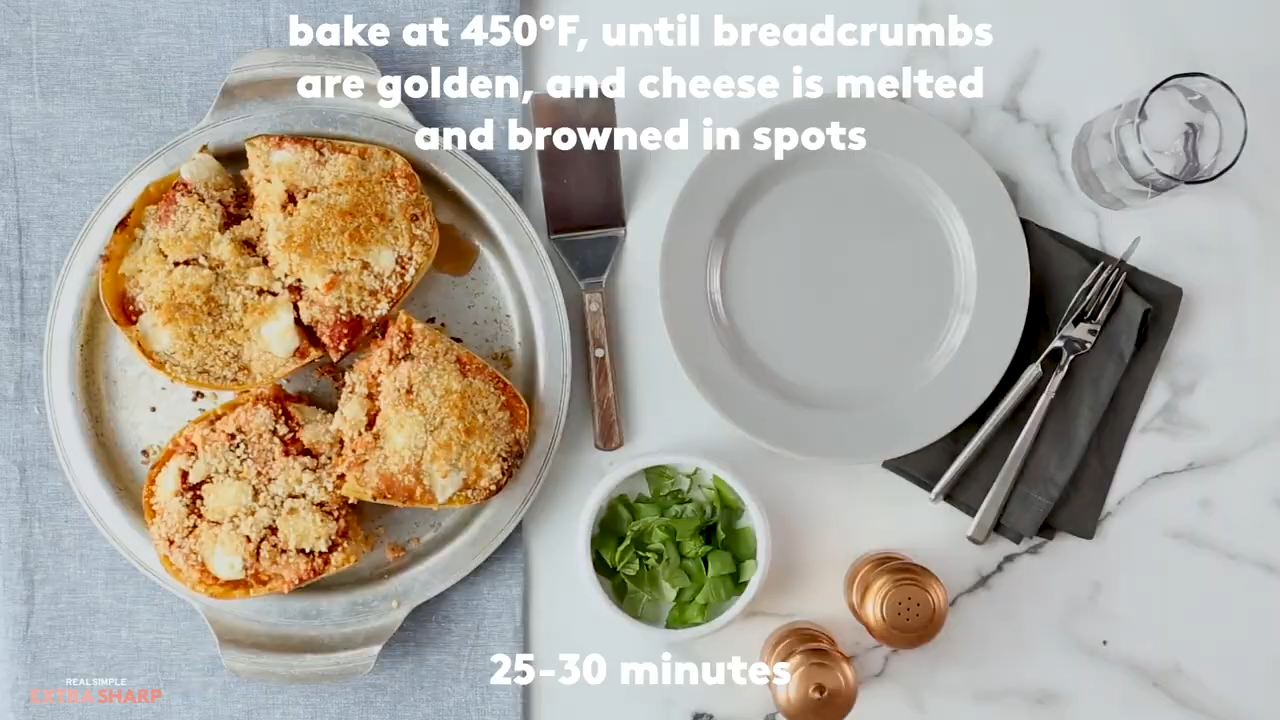 bake at 450°F, until breadcrumbs
are golden, and cheese is melted
and browned in spots
25-30 minutes
REAL SIMPLE
EXTRA SHARP